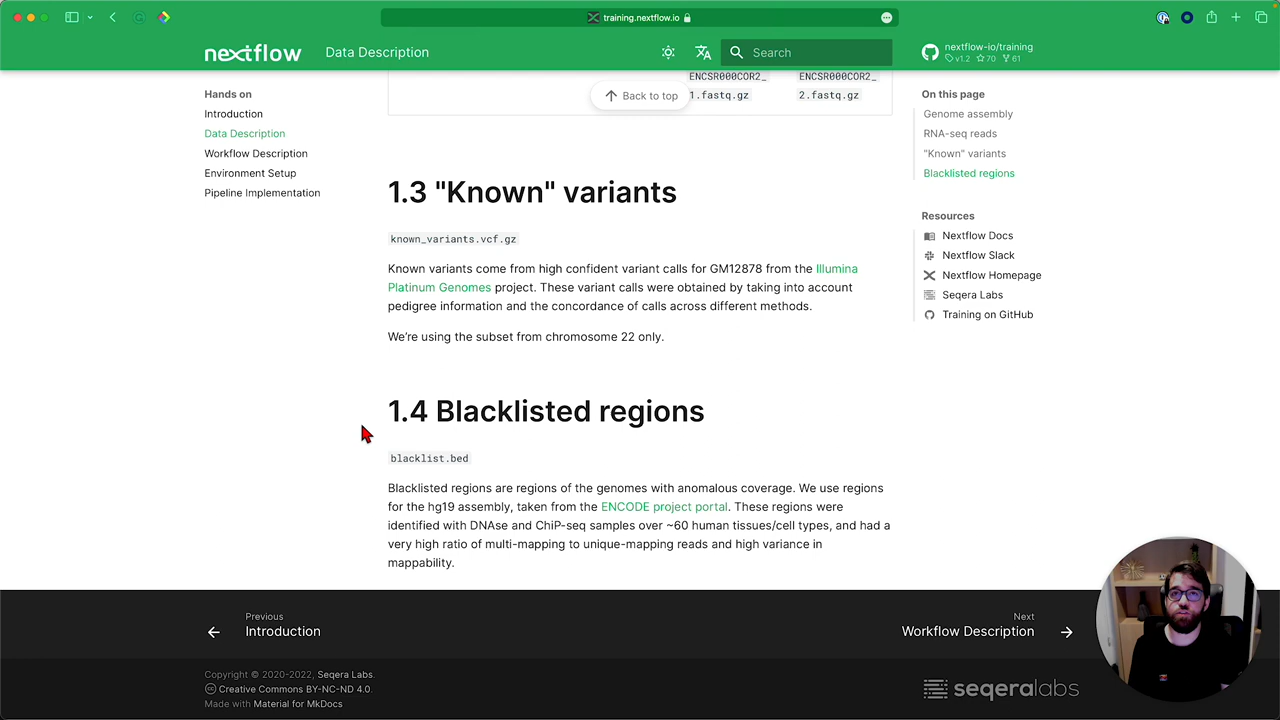 training.nextflow.io
nextflow
Data Description
Search
nextflow-io/training
v1.2 70 61
Hands on
Introduction
Data Description
Workflow Description
Environment Setup
Pipeline Implementation
ENCSR000COR2_
1.fastq.gz
ENCSR000COR2_
2.fastq.gz
Back to top
1.3 "Known" variants
known_variants.vcf.gz
Known variants come from high confident variant calls for GM12878 from the Illumina
Platinum Genomes project. These variant calls were obtained by taking into account
pedigree information and the concordance of calls across different methods.
We’re using the subset from chromosome 22 only.
1.4 Blacklisted regions
blacklist.bed
Blacklisted regions are regions of the genomes with anomalous coverage. We use regions
for the hg19 assembly, taken from the ENCODE project portal. These regions were
identified with DNAse and ChiP-seq samples over ~60 human tissues/cell types, and had a
very high ratio of multi-mapping to unique-mapping reads and high variance in
mappability.
On this page
Genome assembly
RNA-seq reads
"Known" variants
Blacklisted regions
Resources
Nextflow Docs
Nextflow Slack
Nextflow Homepage
Seqera Labs
Training on GitHub
Previous
Introduction
Next
Workflow Description
Copyright © 2020-2022, Seqera Labs.
Creative Commons BY-NC-ND 4.0.
Made with Material for MkDocs
seqeralabs